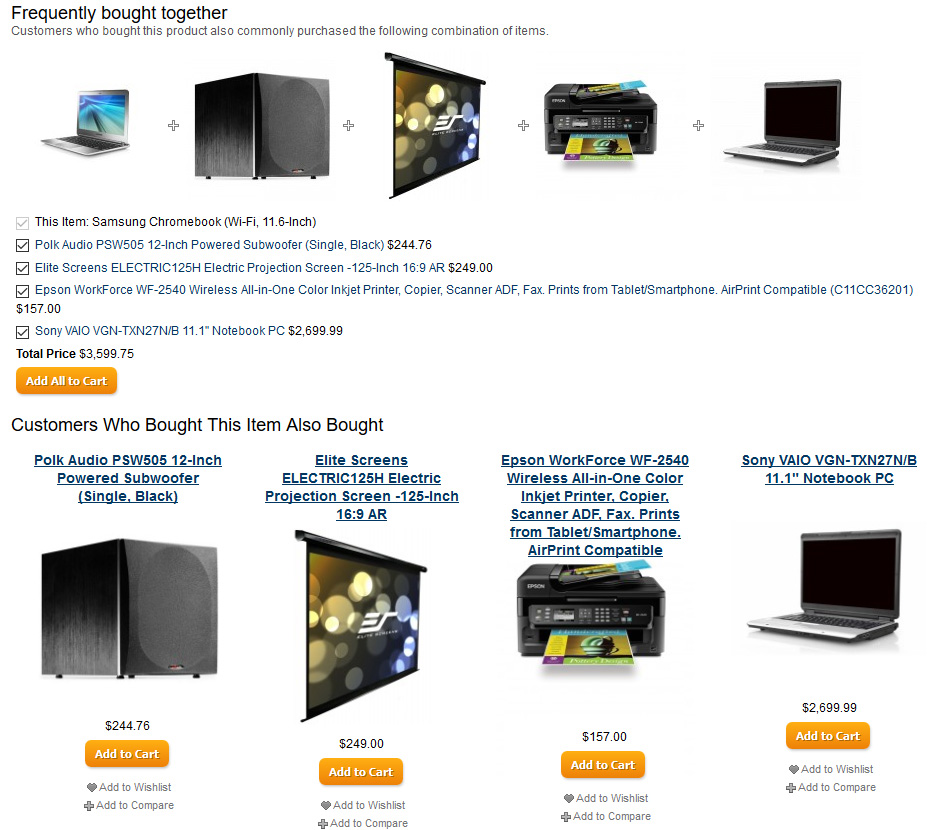 Frequently bought together
Customers who bought this product also commonly purchased the following combination of items.
ELITE SCREENS
EPSON
This Item: Samsung Chromebook (Wi-Fi, 11.6-Inch)
Polk Audio PSW505 12-Inch Powered Subwoofer (Single, Black) $244.76
Elite Screens ELECTRIC125H Electric Projection Screen -125-Inch 16:9 AR $249.00
Epson WorkForce WF-2540 Wireless All-in-One Color Inkjet Printer, Copier, Scanner ADF, Fax. Prints from Tablet/Smartphone. AirPrint Compatible (C11CC36201)
$157.00
Sony VAIO VGN-TXN27N/B 11.1" Notebook PC $2,699.99
Total Price $3,599.75
Add All to Cart
Customers Who Bought This Item Also Bought
Polk Audio PSW505 12-Inch
Powered Subwoofer
(Single, Black)
$244.76
Add to Cart
Add to Wishlist
Add to Compare
Elite Screens
ELECTRIC125H Electric
Projection Screen -125-Inch
16:9 AR
ELITE SCREENS
$249.00
Add to Cart
Add to Wishlist
Add to Compare
Epson WorkForce WF-2540
Wireless All-in-One Color
Inkjet Printer, Copier,
Scanner ADF, Fax. Prints
from Tablet/Smartphone.
AirPrint Compatible
EPSON
Pottery Design
$157.00
Add to Cart
Add to Wishlist
Add to Compare
Sony VAIO VGN-TXN27N/B
11.1" Notebook PC
$2,699.99
Add to Cart
Add to Wishlist
Add to Compare